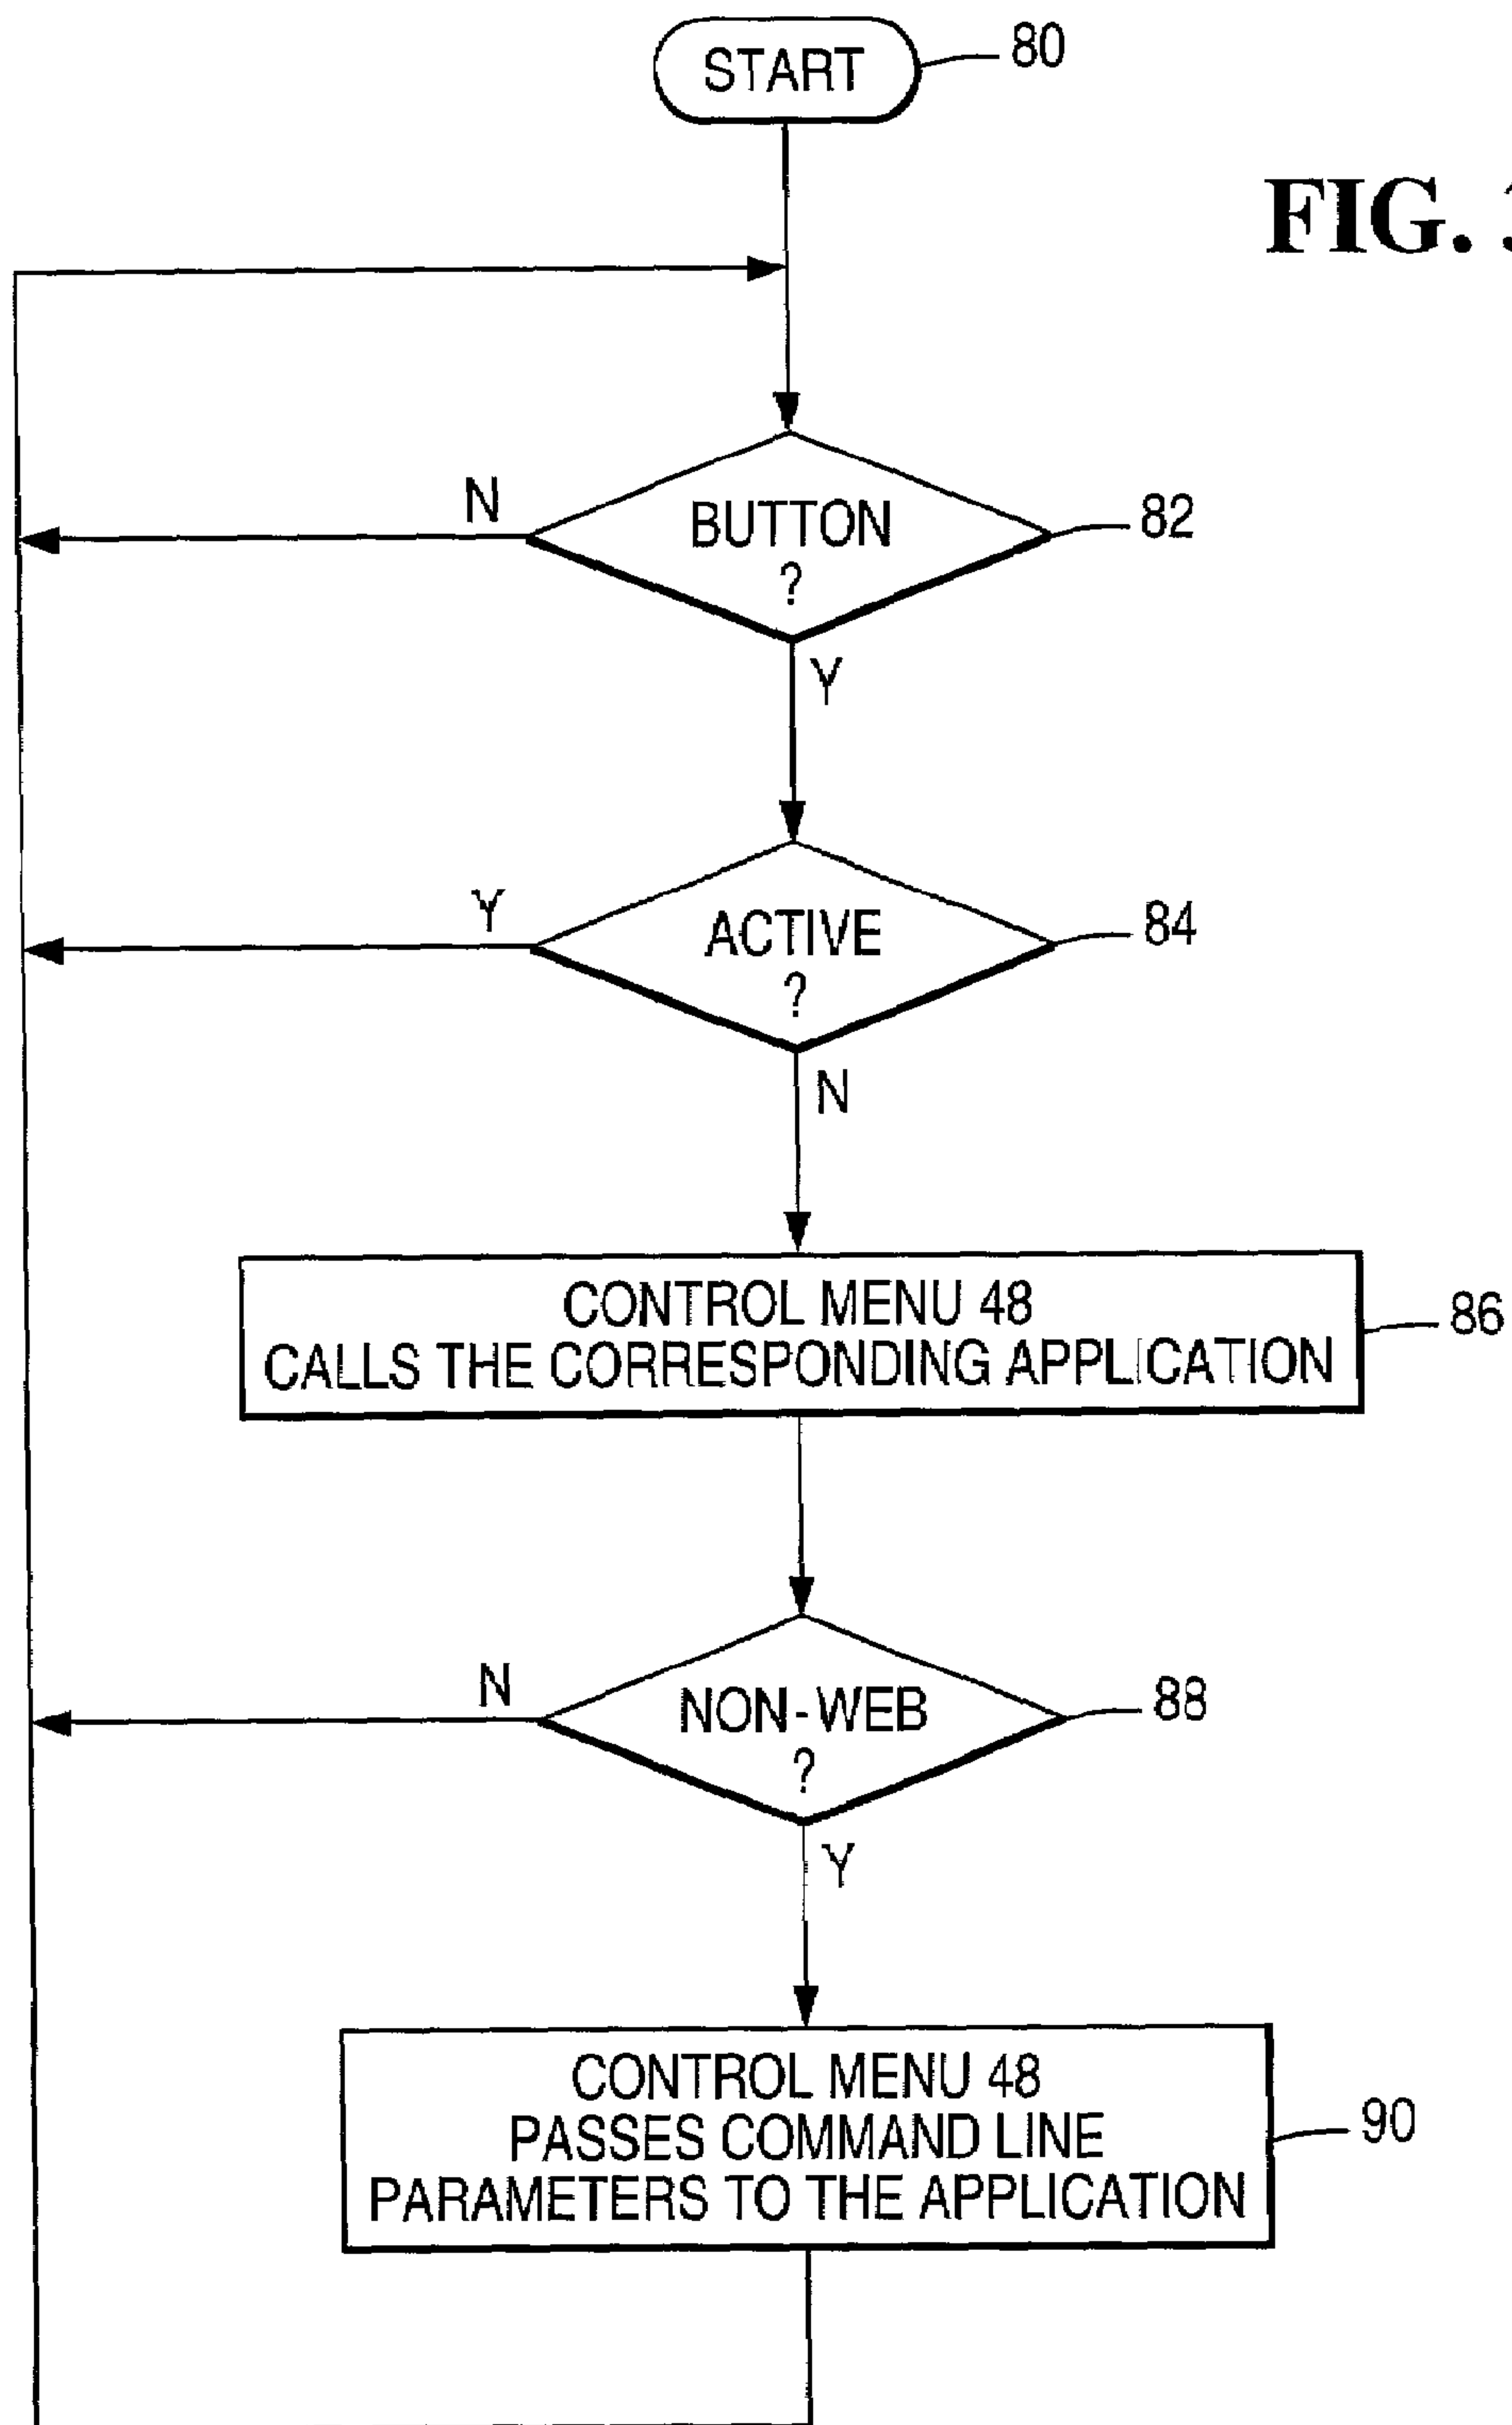 START
80
FIG.
N
BUTTON
?
82
Y
Y
ACTIVE
?
84
N
CONTROL MENU 48
CALLS THE CORRESPONDING APPLICATION
86
N
NON-WEB
?
88
Y
CONTROL MENU 48
PASSES COMMAND LINE
PARAMETERS TO THE APPLICATION
90